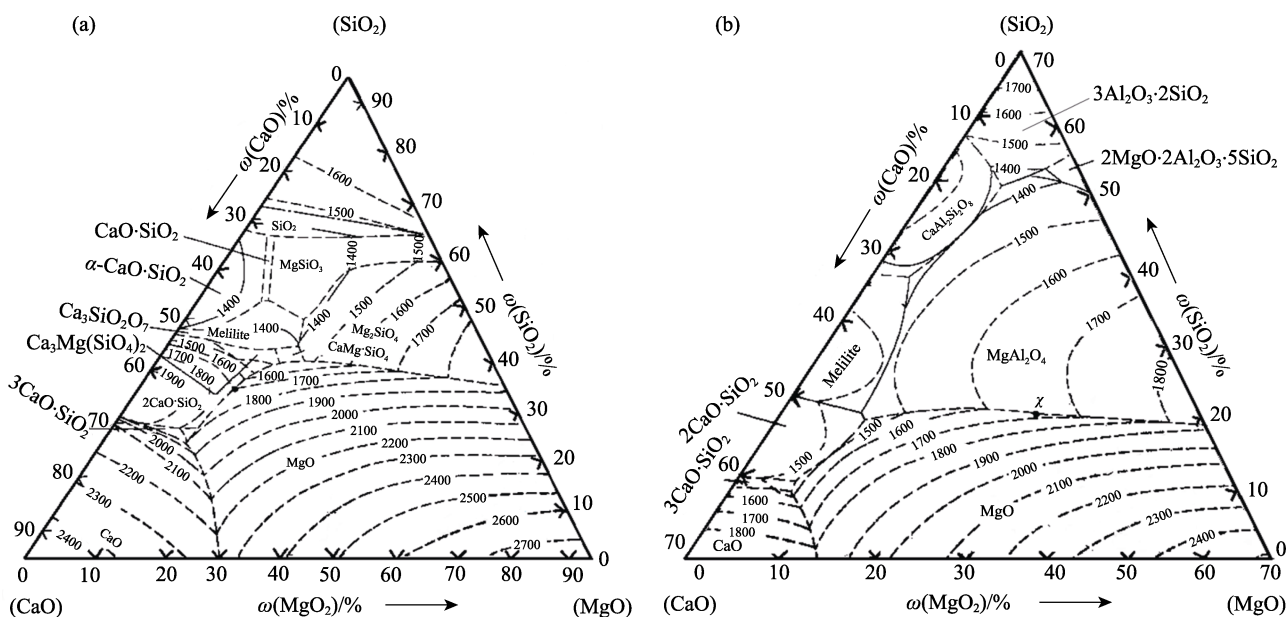 (a)
(SiO₂)
0
90
10
80
ω(CaO)/%
20
1600
70
30
1500
SiO₂
CaO·SiO₂
1400
1500
60
MgSiO₃
α-CaO·SiO₂
40
ω(SiO₂)/%
1400
1500
1600
50
Ca₃SiO₂O₇
50
Melilite
1400
1400
Mg₂SiO₄
1700
CaMg·SiO₄
Ca₃Mg(SiO₄)₂
1500
1600
1700
1800
1900
60
1600
1700
40
1800
1900
2CaO·SiO₂
3CaO·SiO₂
70
2000
30
2000
2100
2100
2200
80
2200
MgO
2300
20
2300
2400
2500
10
90
2400
CaO
2600
2700
0
0
10
20
30
40
50
60
70
80
90
(CaO)
ω(MgO₂)/%
(MgO)
(b)
(SiO₂)
0
70
1700
3Al₂O₃·2SiO₂
10
1600
60
1500
ω(CaO)/%
1400
2MgO·2Al₂O₃·5SiO₂
20
1400
50
CaAl₂Si₂O₈
30
1500
40
ω(SiO₂)/%
1600
40
1700
30
Melilite
MgAl₂O₄
1800
50
χ
20
2CaO·SiO₂
1500
1600
1700
1800
1900
3CaO·SiO₂
60
1500
2000
1600
2100
10
1700
MgO
2200
1800
2300
CaO
2400
70
0
0
10
20
30
40
50
60
70
(CaO)
ω(MgO₂)/%
(MgO)